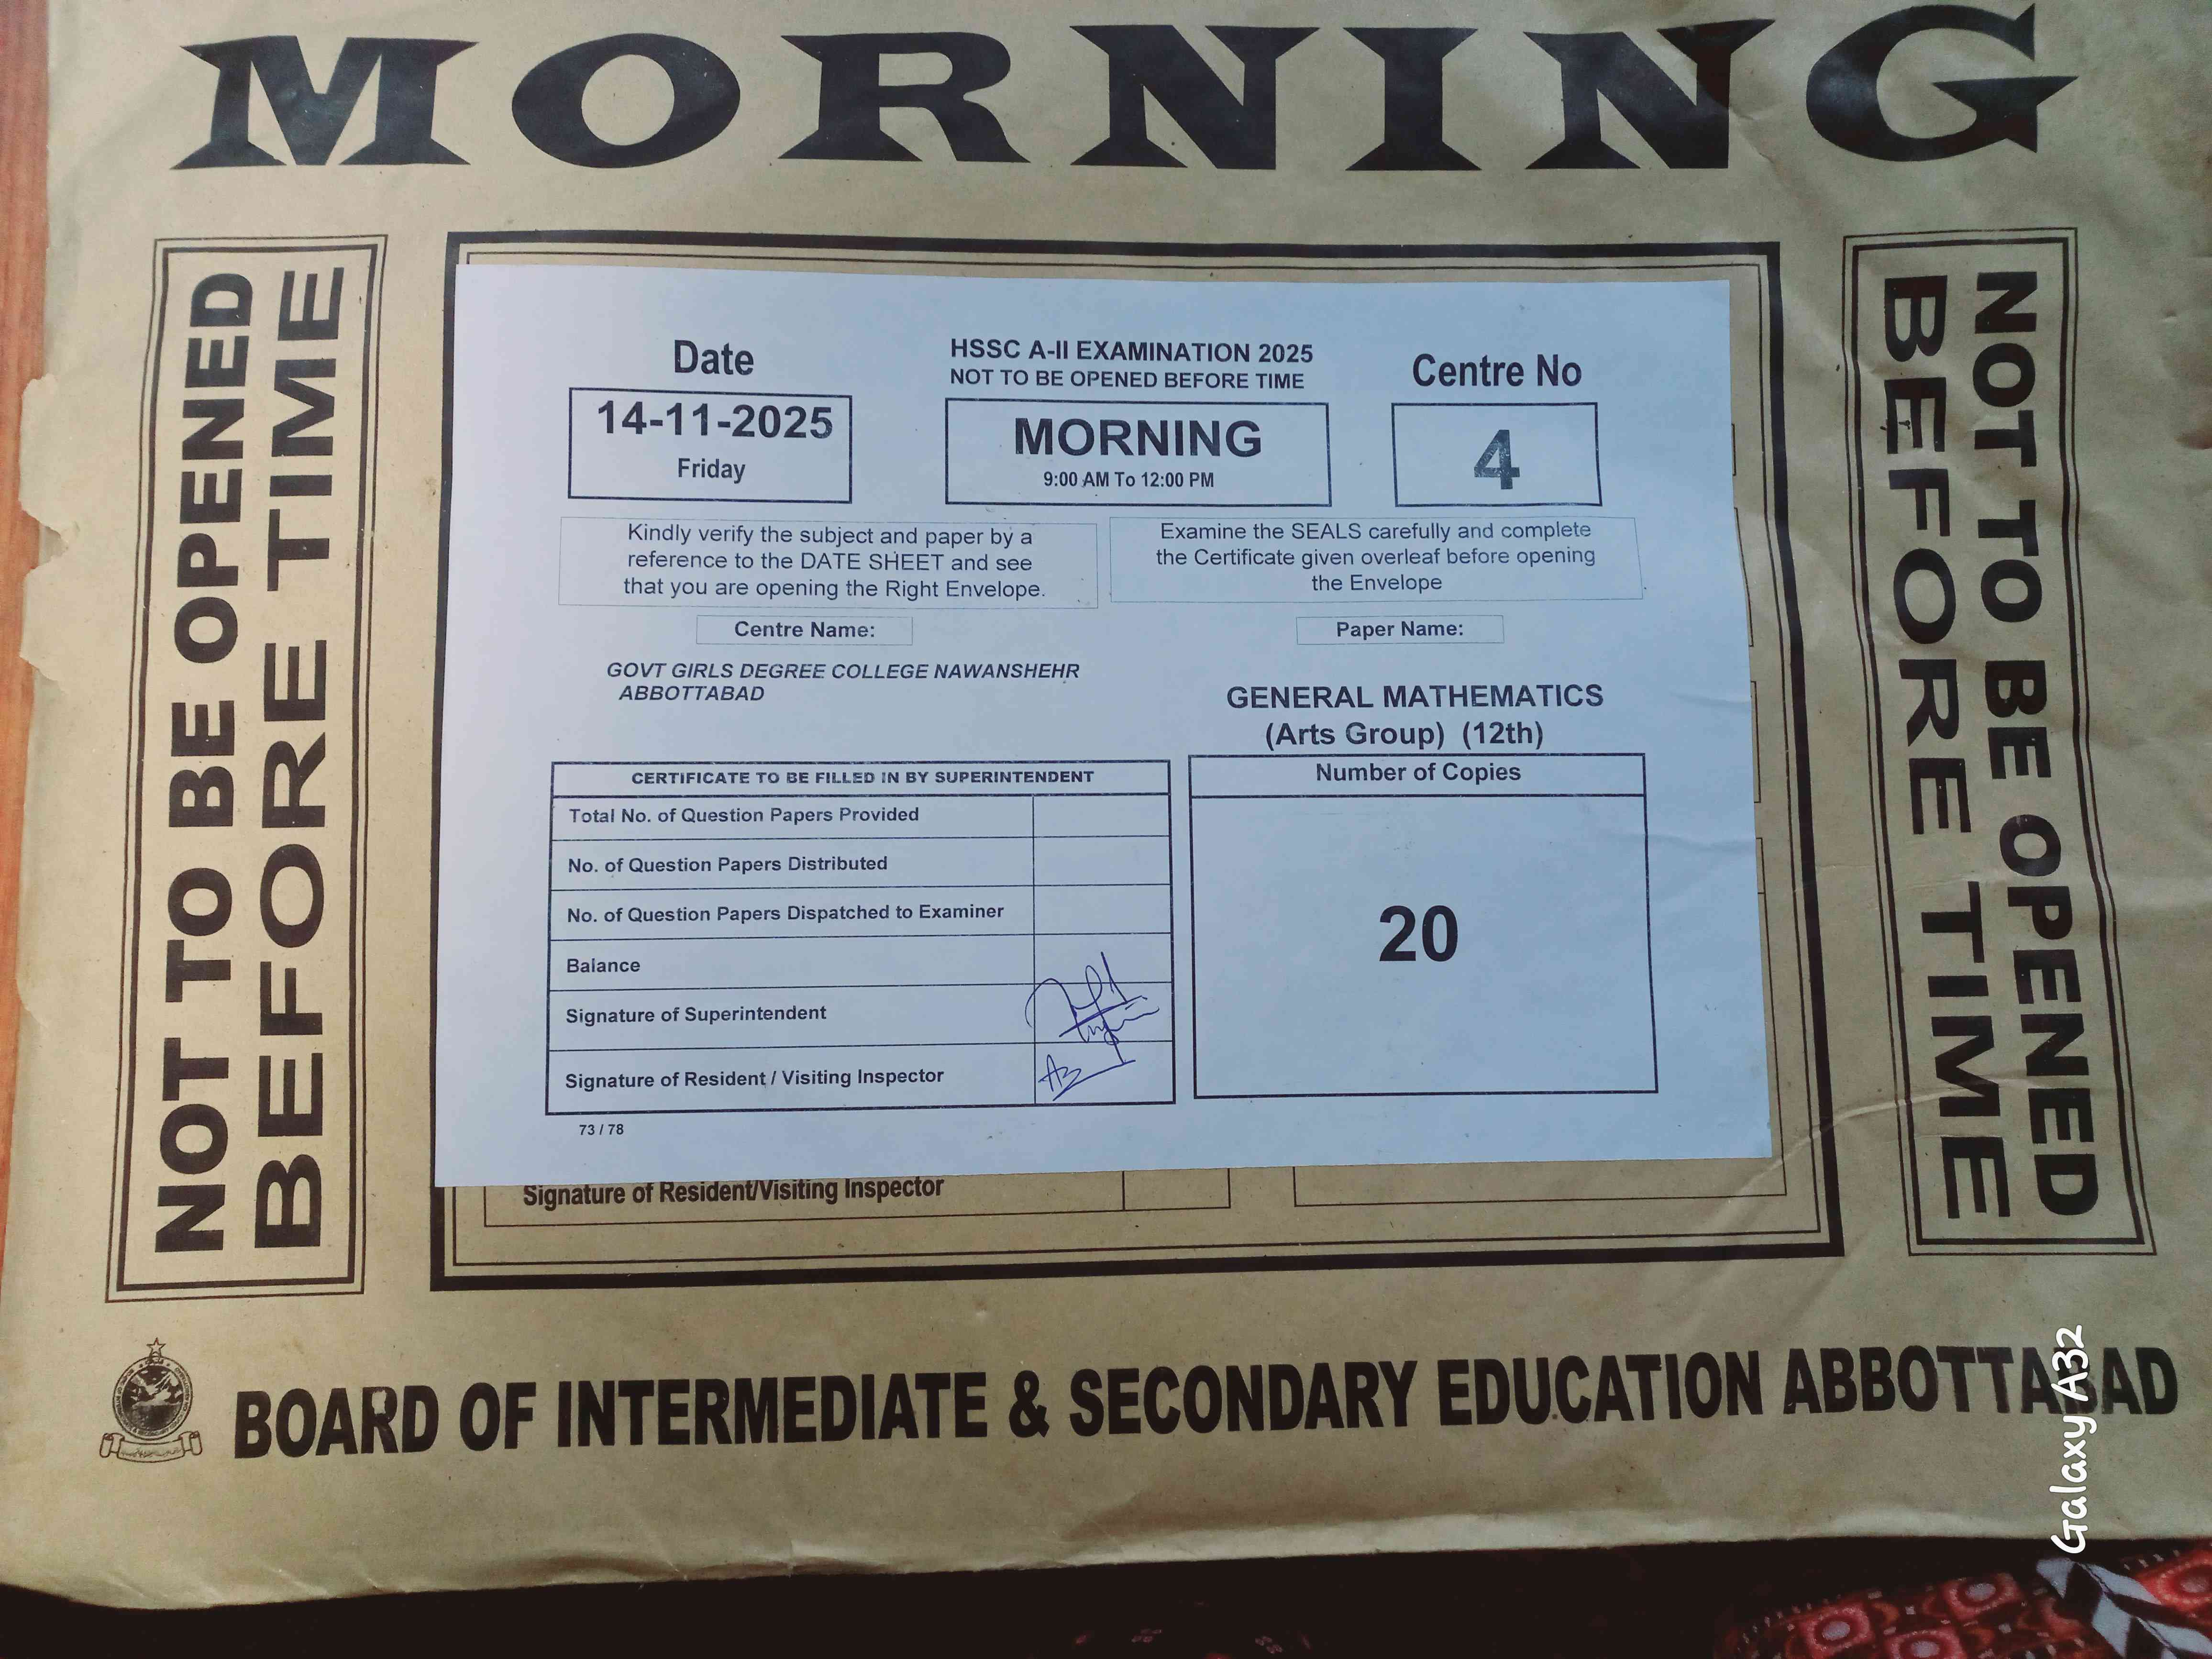 MORNING
NOT TO BE OPENED
BEFORE TIME
Date
14-11-2025
Friday
HSSC A-II EXAMINATION 2025
NOT TO BE OPENED BEFORE TIME
MORNING
9:00 AM To 12:00 PM
Centre No
4
Kindly verify the subject and paper by a
reference to the DATE SHEET and see
that you are opening the Right Envelope.
Examine the SEALS carefully and complete
the Certificate given overleaf before opening
the Envelope
Centre Name:
GOVT GIRLS DEGREE COLLEGE NAWANSHEHR
ABBOTTABAD
Paper Name:
GENERAL MATHEMATICS
(Arts Group) (12th)
CERTIFICATE TO BE FILLED IN BY SUPERINTENDENT
Total No. of Question Papers Provided
No. of Question Papers Distributed
No. of Question Papers Dispatched to Examiner
Balance
Signature of Superintendent
Signature of Resident / Visiting Inspector
Number of Copies
20
73 / 78
Signature of Resident/Visiting Inspector
NOT TO BE OPENED
BEFORE TIME
BOARD OF INTERMEDIATE & SECONDARY EDUCATION ABBOTTABAD
Galaxy A32